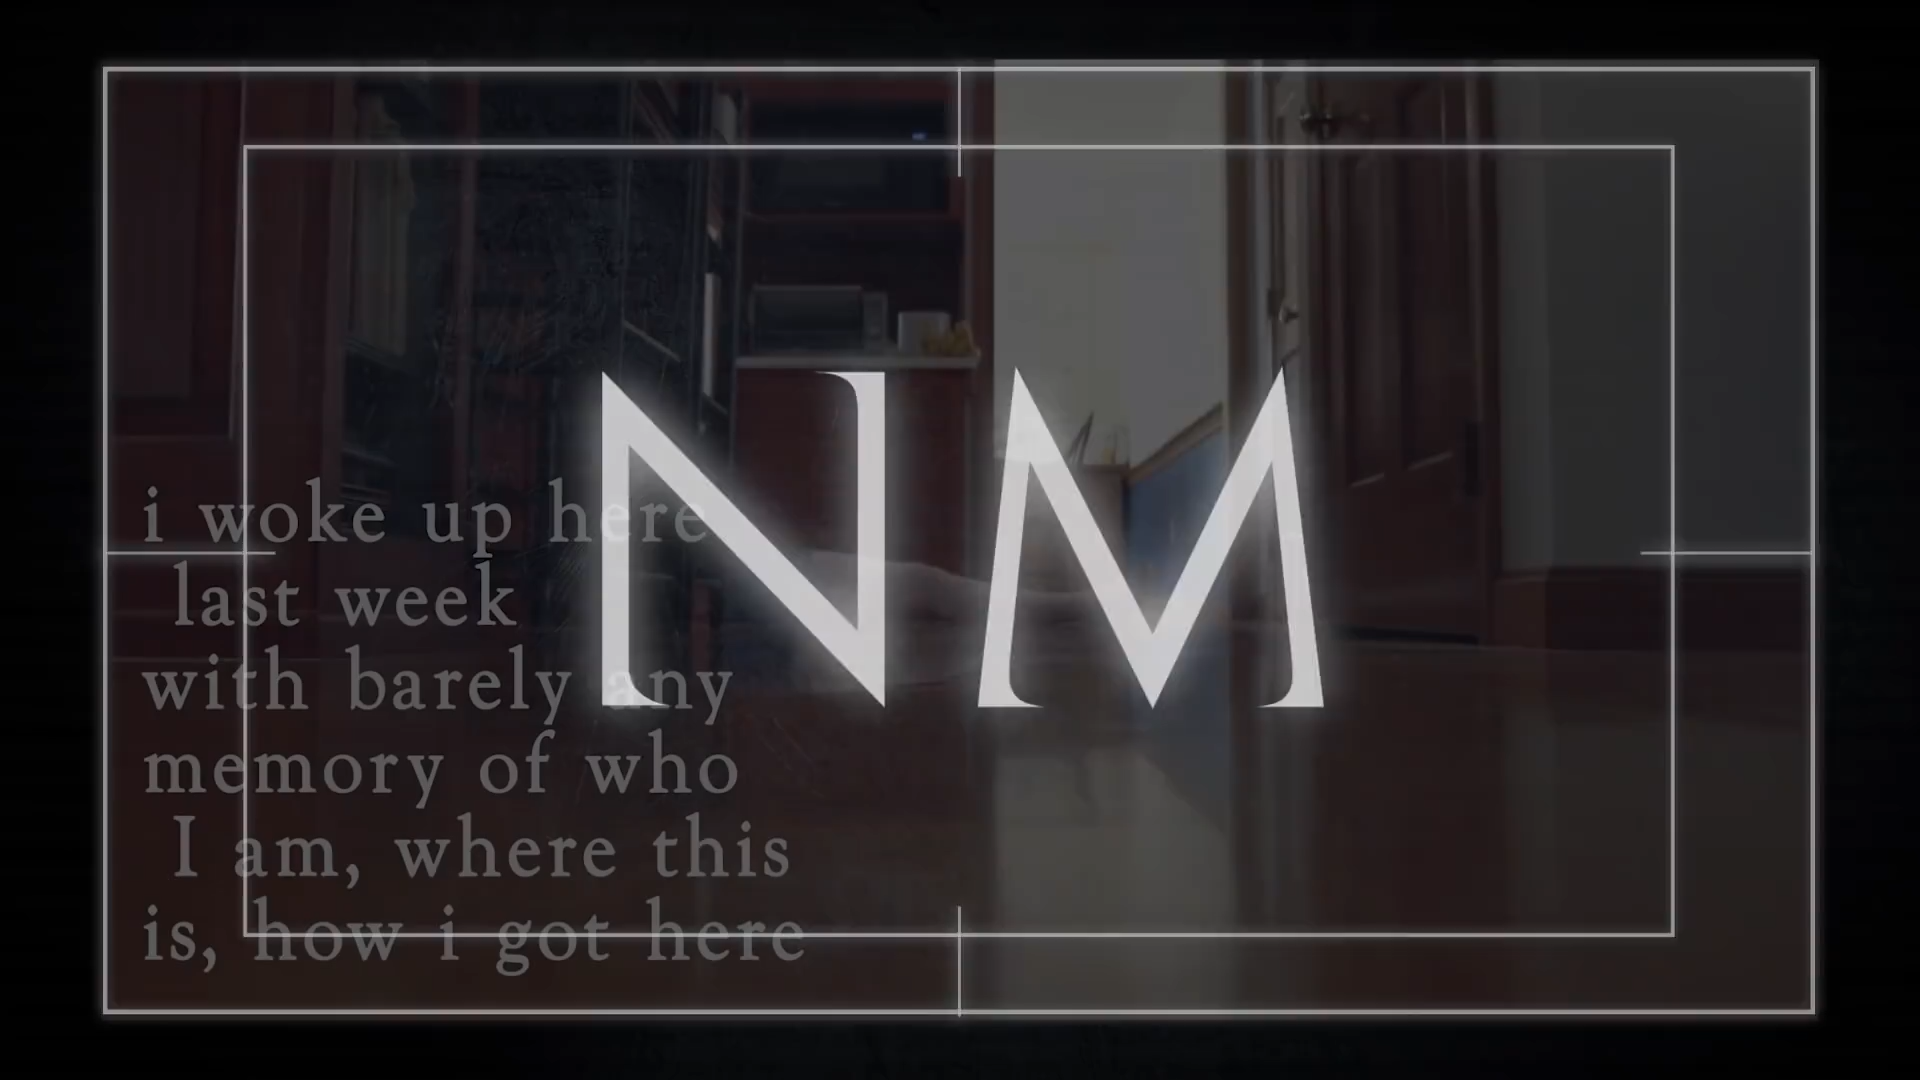 NM
i woke up here
last week
with barely any
memory of who
I am, where this
is, how i got here